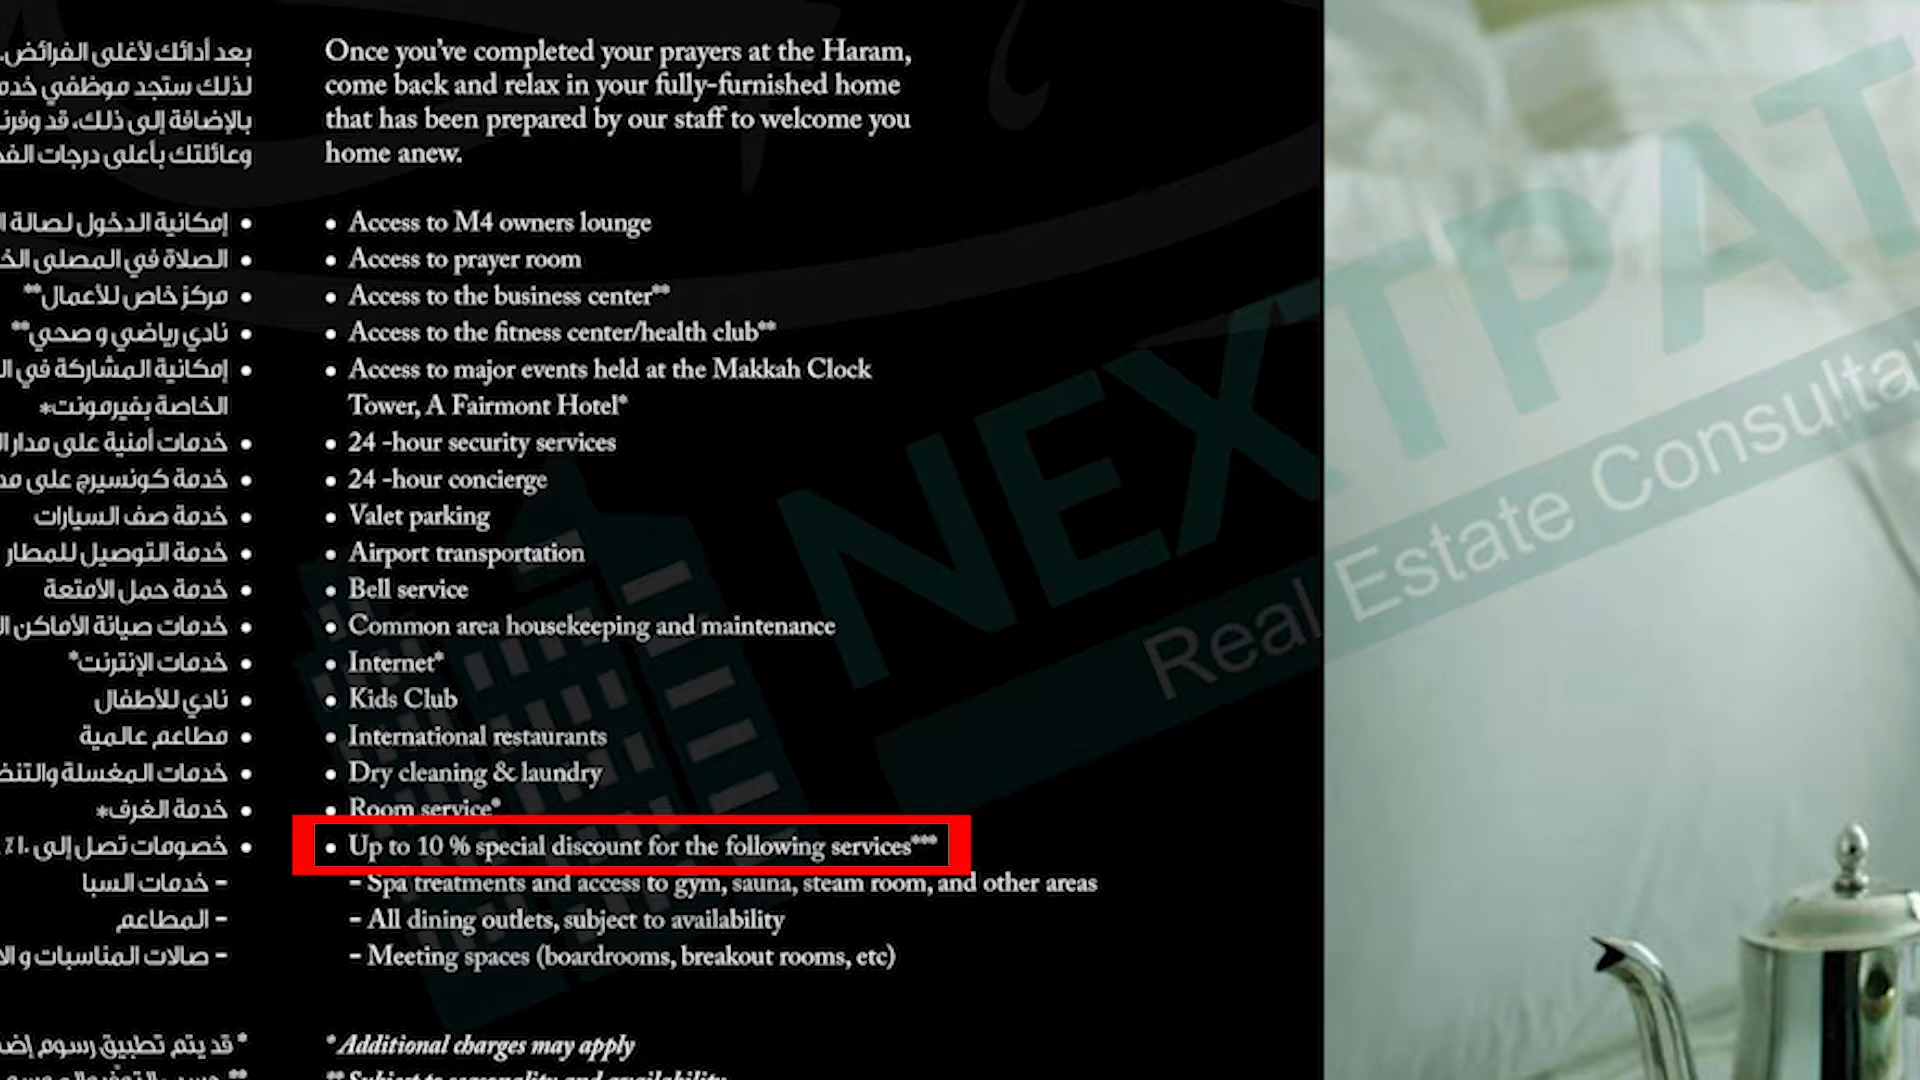 Once you've completed your prayers at the Haram,
come back and relax in your fully-furnished home
that has been prepared by our staff to welcome you
home anew.
• Access to M4 owners lounge
• Access to prayer room
• Access to the business center**
• Access to the fitness center/health club**
• Access to major events held at the Makkah Clock
Tower, A Fairmont Hotel*
• 24 -hour security services
• 24 -hour concierge
• Valet parking
• Airport transportation
• Bell service
• Common area housekeeping and maintenance
• Internet*
• Kids Club
• International restaurants
• Dry cleaning & laundry
• Room service*
• Up to 10 % special discount for the following services***
- Spa treatments and access to gym, sauna, steam room, and other areas
- All dining outlets, subject to availability
- Meeting spaces (boardrooms, breakout rooms, etc)
* Additional charges may apply
** Subject to seasonality and availability
بعد أدائك لأغلى الفرائض.
لذلك ستجد موظفي
بالإضافة إلى ذلك، قد
وعائلتك بأعلى درجات
• إمكانية الدخول لصالة
• الصلاة في المصلى
• مركز خاص للأعمال**
• نادي رياضي و صحي**
• إمكانية المشاركة في
الخاصة بفيرمونت*
• خدمات أمنية على
• خدمة كونسيرج على
• خدمة صف السيارات
• خدمة التوصيل للمطار
• خدمة حمل الأمتعة
• خدمات صيانة الأماكن
• خدمات الإنترنت*
• نادي للأطفال
• مطاعم عالمية
• خدمات المغسلة
• خدمة الغرف*
• خصومات تصل إلى ١٠٪
- خدمات السبا
- المطاعم
- صالات المناسبات و
* قد يتم تطبيق رسوم
NEXTPAT
Real Estate